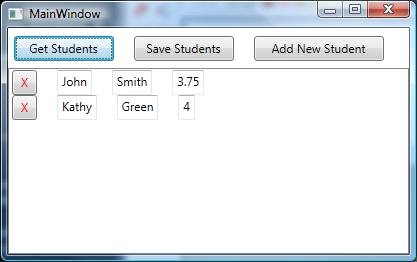 MainWindow
Get Students Save Students Add New Student
X John Smith 3.75
X Kathy Green 4